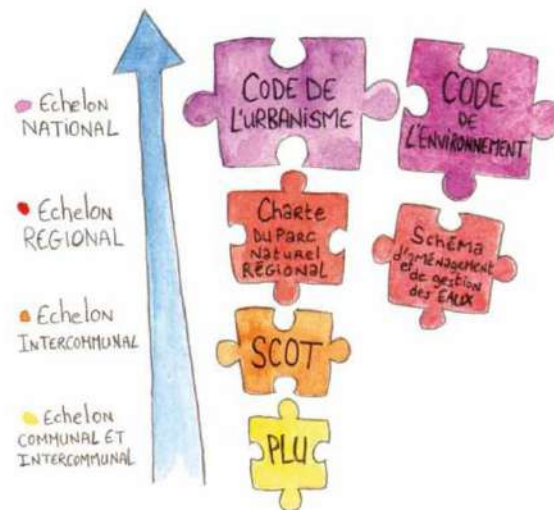 Echelon
NATIONAL
Echelon
RÉGIONAL
Echelon
INTERCOMMUNAL
Echelon
COMMUNAL ET
INTERCOMMUNAL
CODE DE
L'URBANISME
CODE
DE
L'ENVIRONNEMENT
Charte
DU PARC
NATUREL
RÉGIONAL
Schéma
d'aménagement
et de gestion
des EAUX
SCOT
PLU